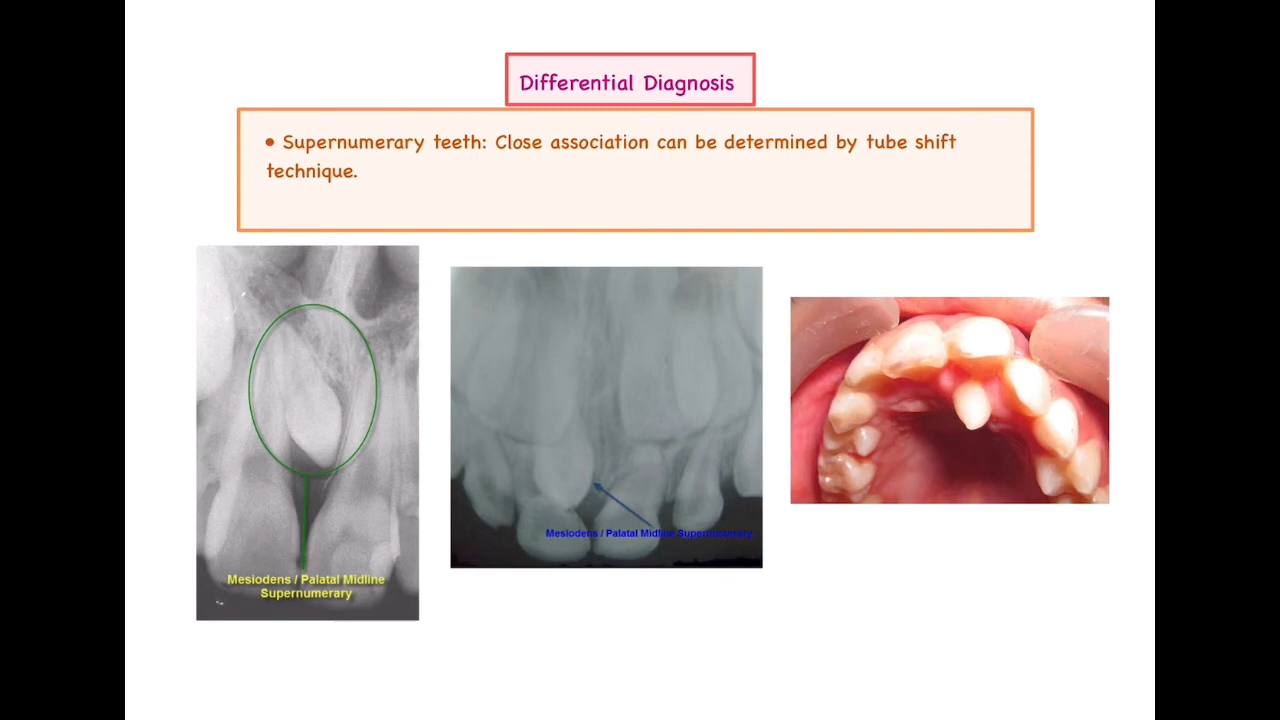 Differential Diagnosis
• Supernumerary teeth: Close association can be determined by tube shift
technique.
Mesiodens / Palatal Midline
Supernumerary
Mesiodens / Palatal Midline Supernumerary